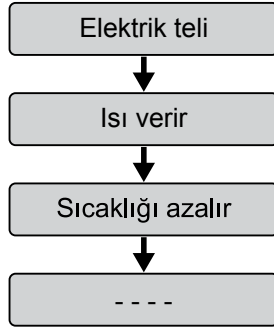 Elektrik teli
Isı verir
Sıcaklığı azalır
- - - -